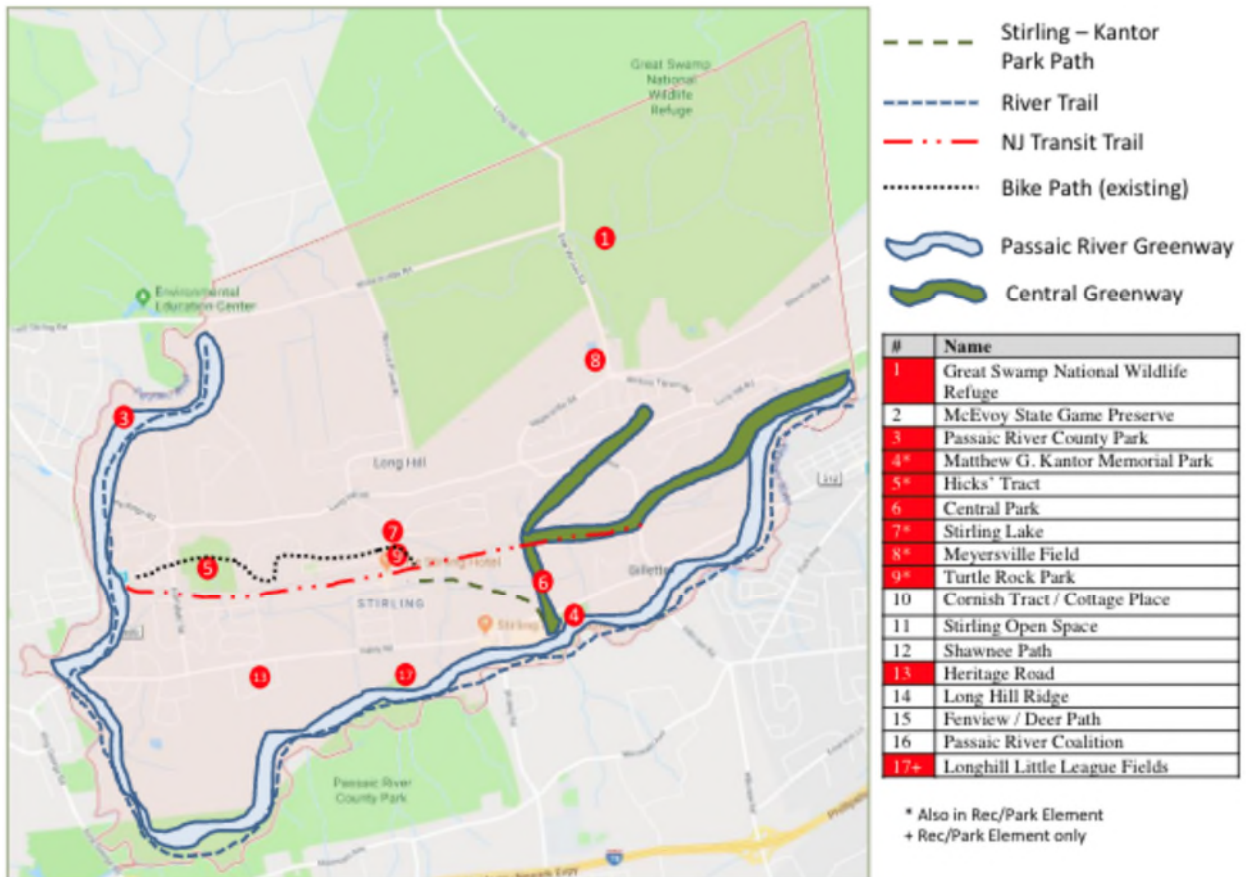 Great Swamp
National
Wildlife
Refuge
Environmental
Education Center
1
8
3
Long Hill
7
9
Stirling Hotel
5
6
Gillette
STIRLING
4
Stirling
13
17
Passaic River
County Park
78
Stirling – Kantor
Park Path
River Trail
NJ Transit Trail
Bike Path (existing)
Passaic River Greenway
Central Greenway
# Name
1 Great Swamp National Wildlife
Refuge
2 McEvoy State Game Preserve
3 Passaic River County Park
4* Matthew G. Kantor Memorial Park
5* Hicks’ Tract
6 Central Park
7* Stirling Lake
8* Meyersville Field
9* Turtle Rock Park
10 Cornish Tract / Cottage Place
11 Stirling Open Space
12 Shawnee Path
13 Heritage Road
14 Long Hill Ridge
15 Fenview / Deer Path
16 Passaic River Coalition
17+ Longhill Little League Fields
* Also in Rec/Park Element
+ Rec/Park Element only